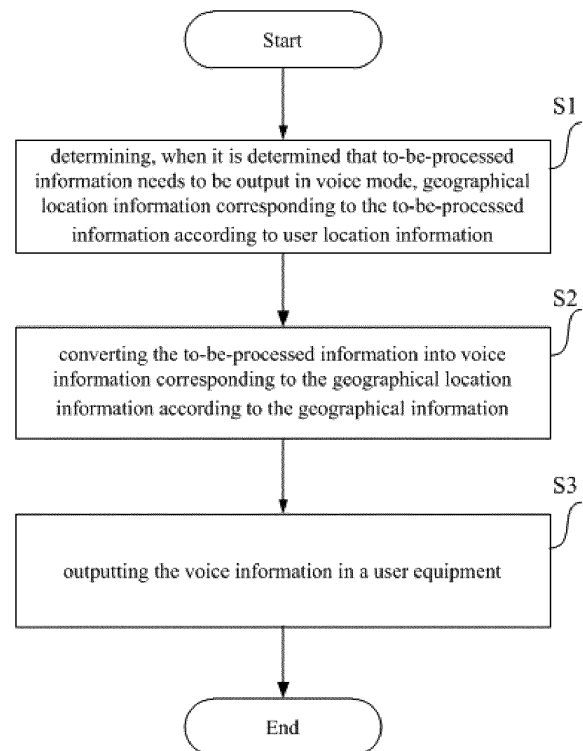 Start
S1
determining, when it is determined that to-be-processed
information needs to be output in voice mode, geographical
location information corresponding to the to-be-processed
information according to user location information
S2
converting the to-be-processed information into voice
information corresponding to the geographical location
information according to the geographical information
S3
outputting the voice information in a user equipment
End